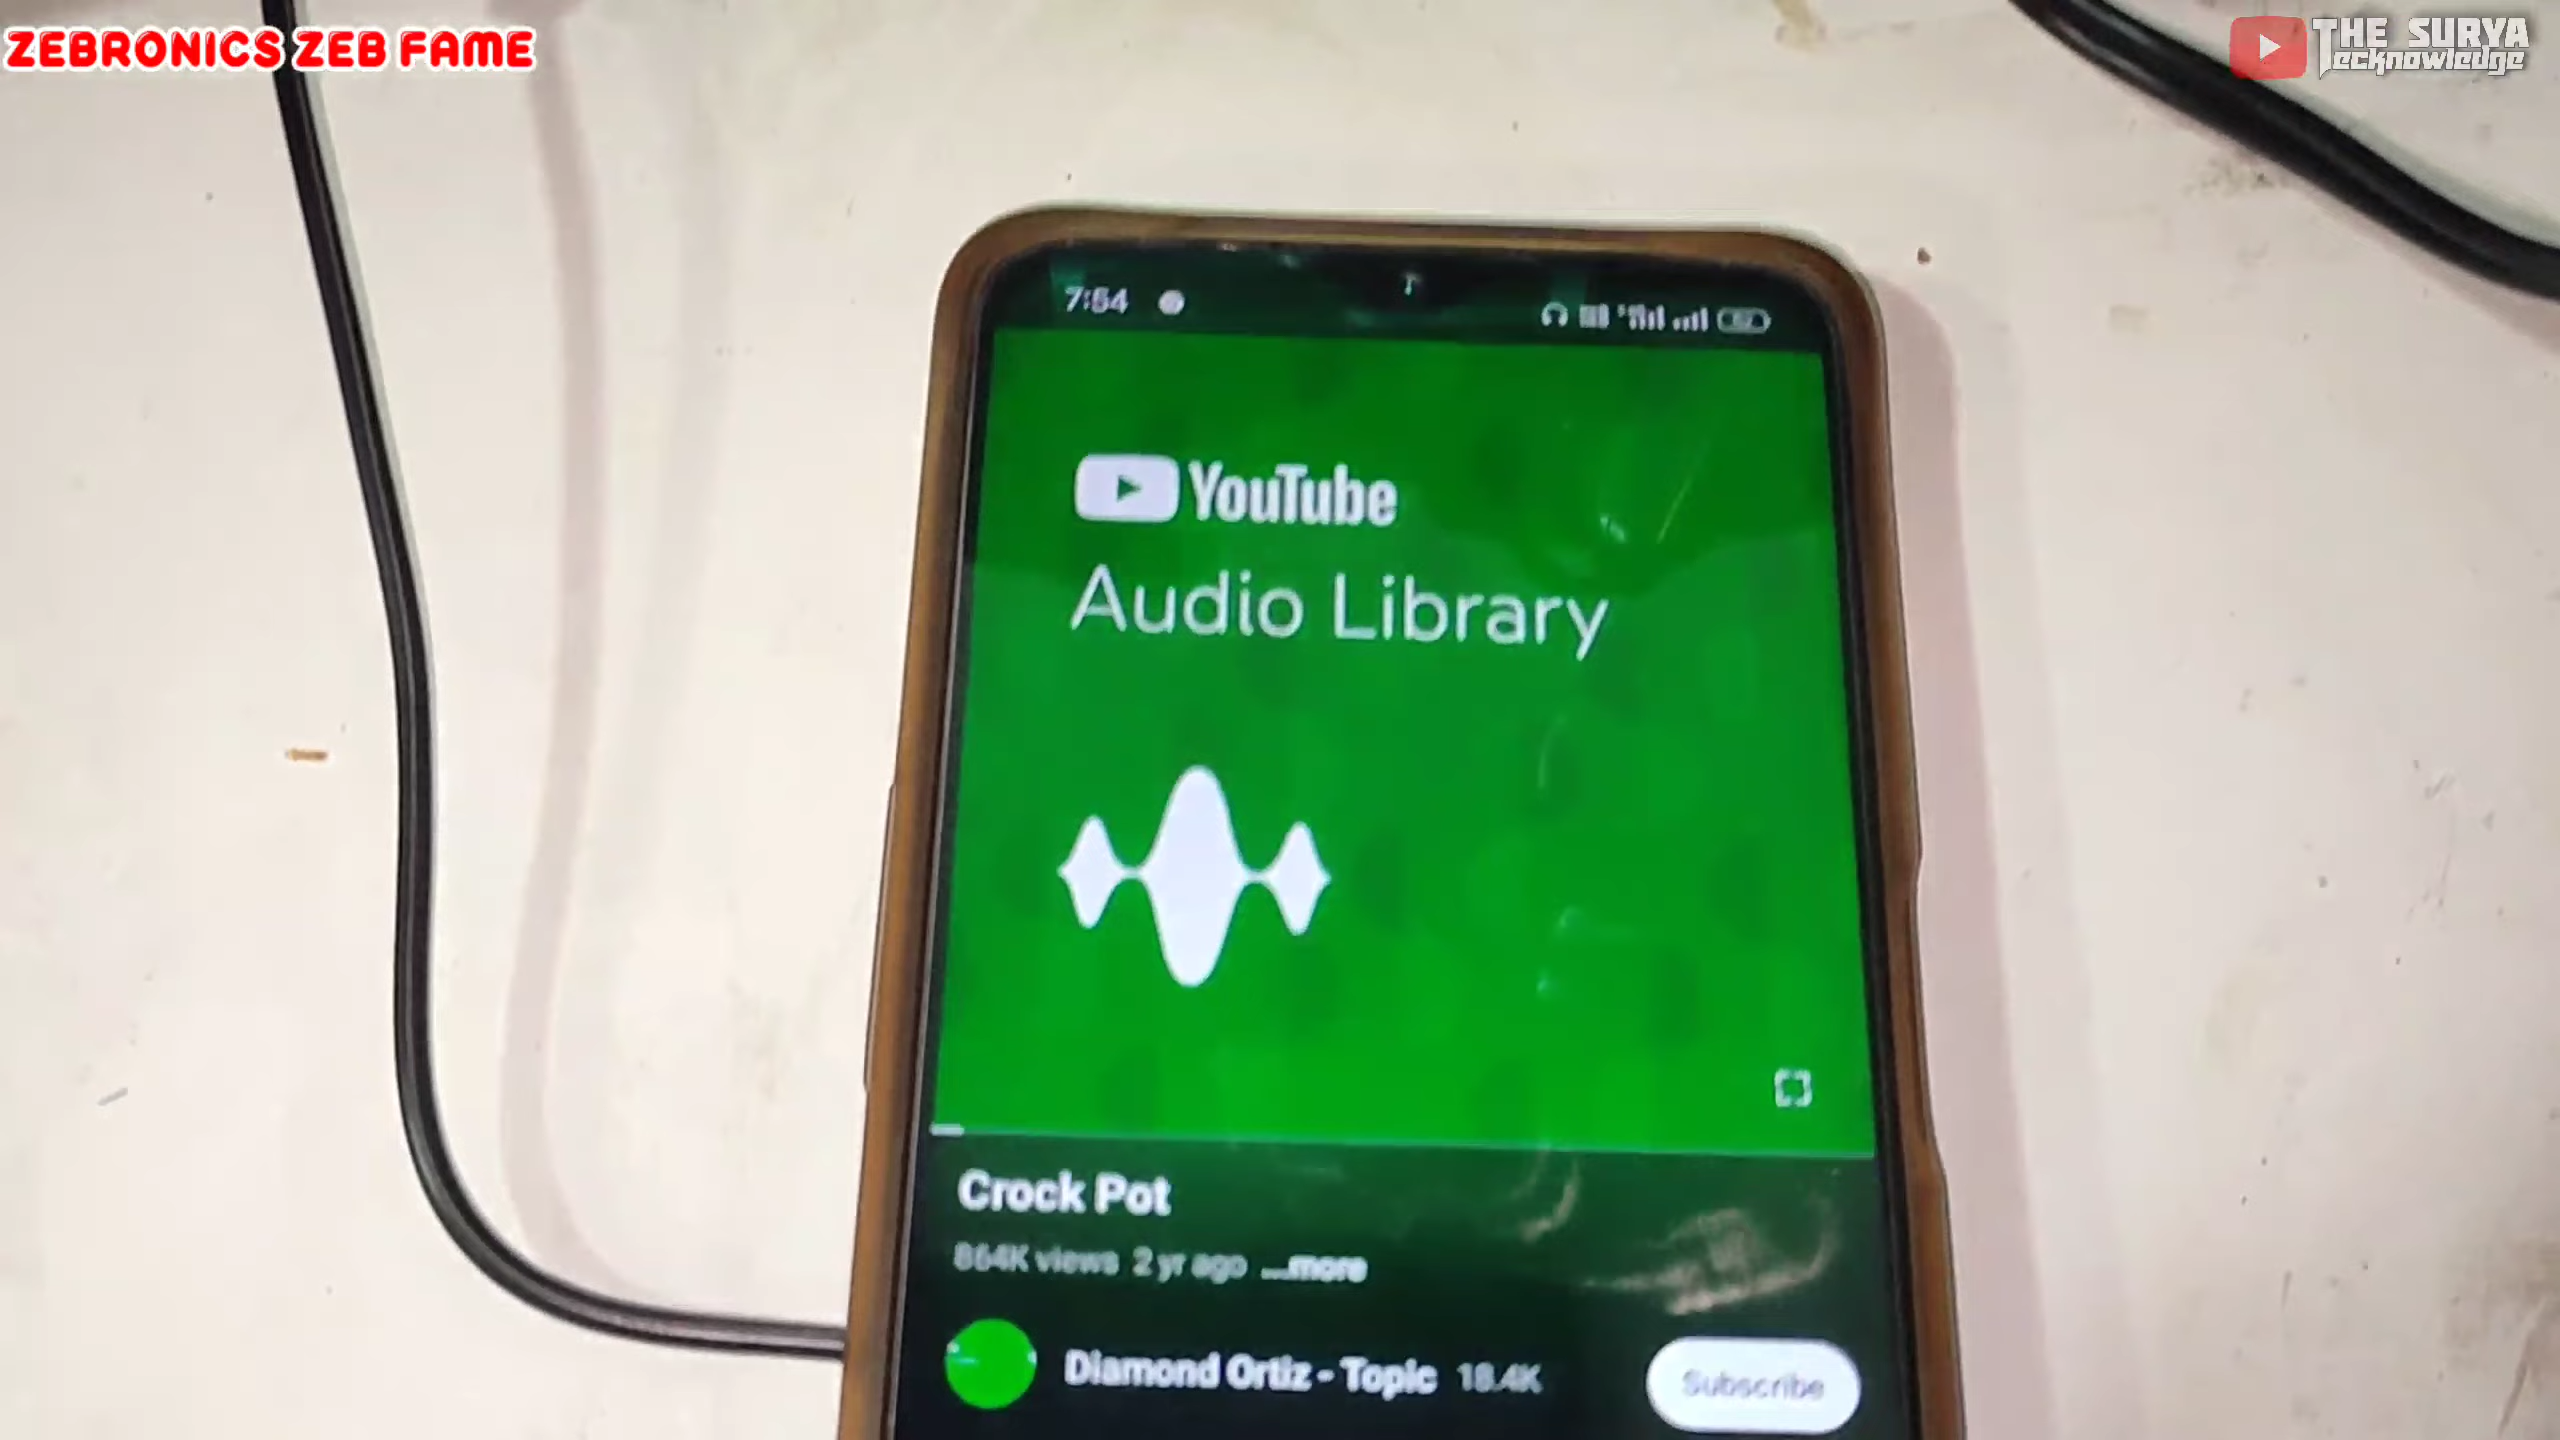 ZEBRONICS ZEB FAME
THE SURYA
Tecknowledge
7:54
YouTube
Audio Library
Crock Pot
864K views 2 yr ago ...more
Diamond Ortiz - Topic 18.4K
Subscribe